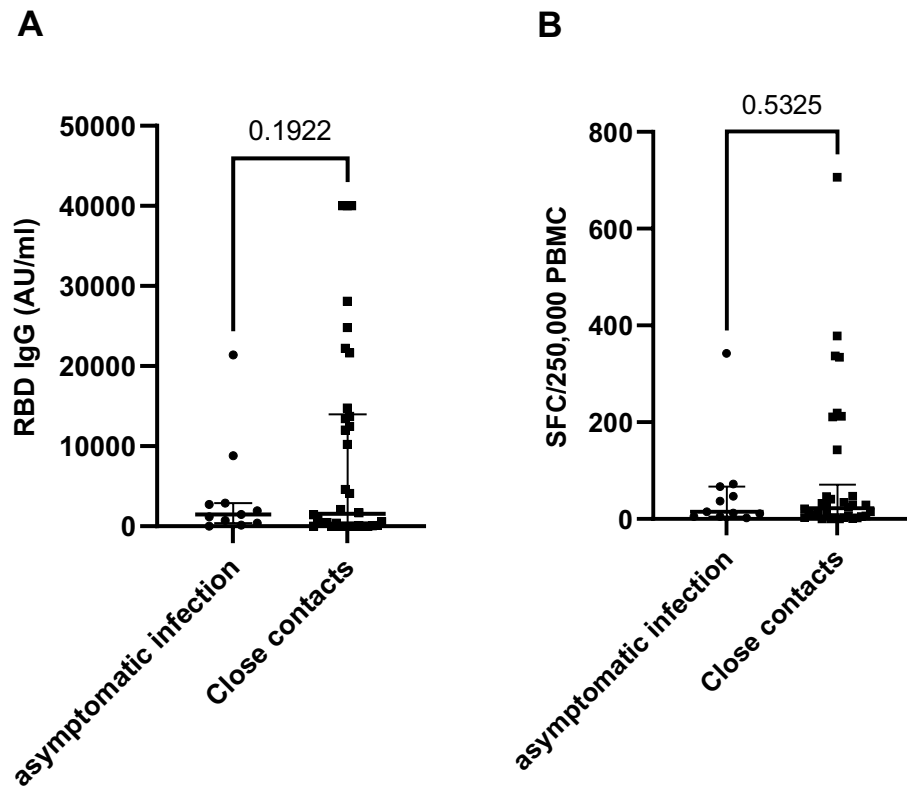 A
0.1922
50000
40000
30000
20000
10000
0
RBD IgG (AU/ml)
asymptomatic infection
Close contacts
B
0.5325
800
600
400
200
0
SFC/250,000 PBMC
asymptomatic infection
Close contacts